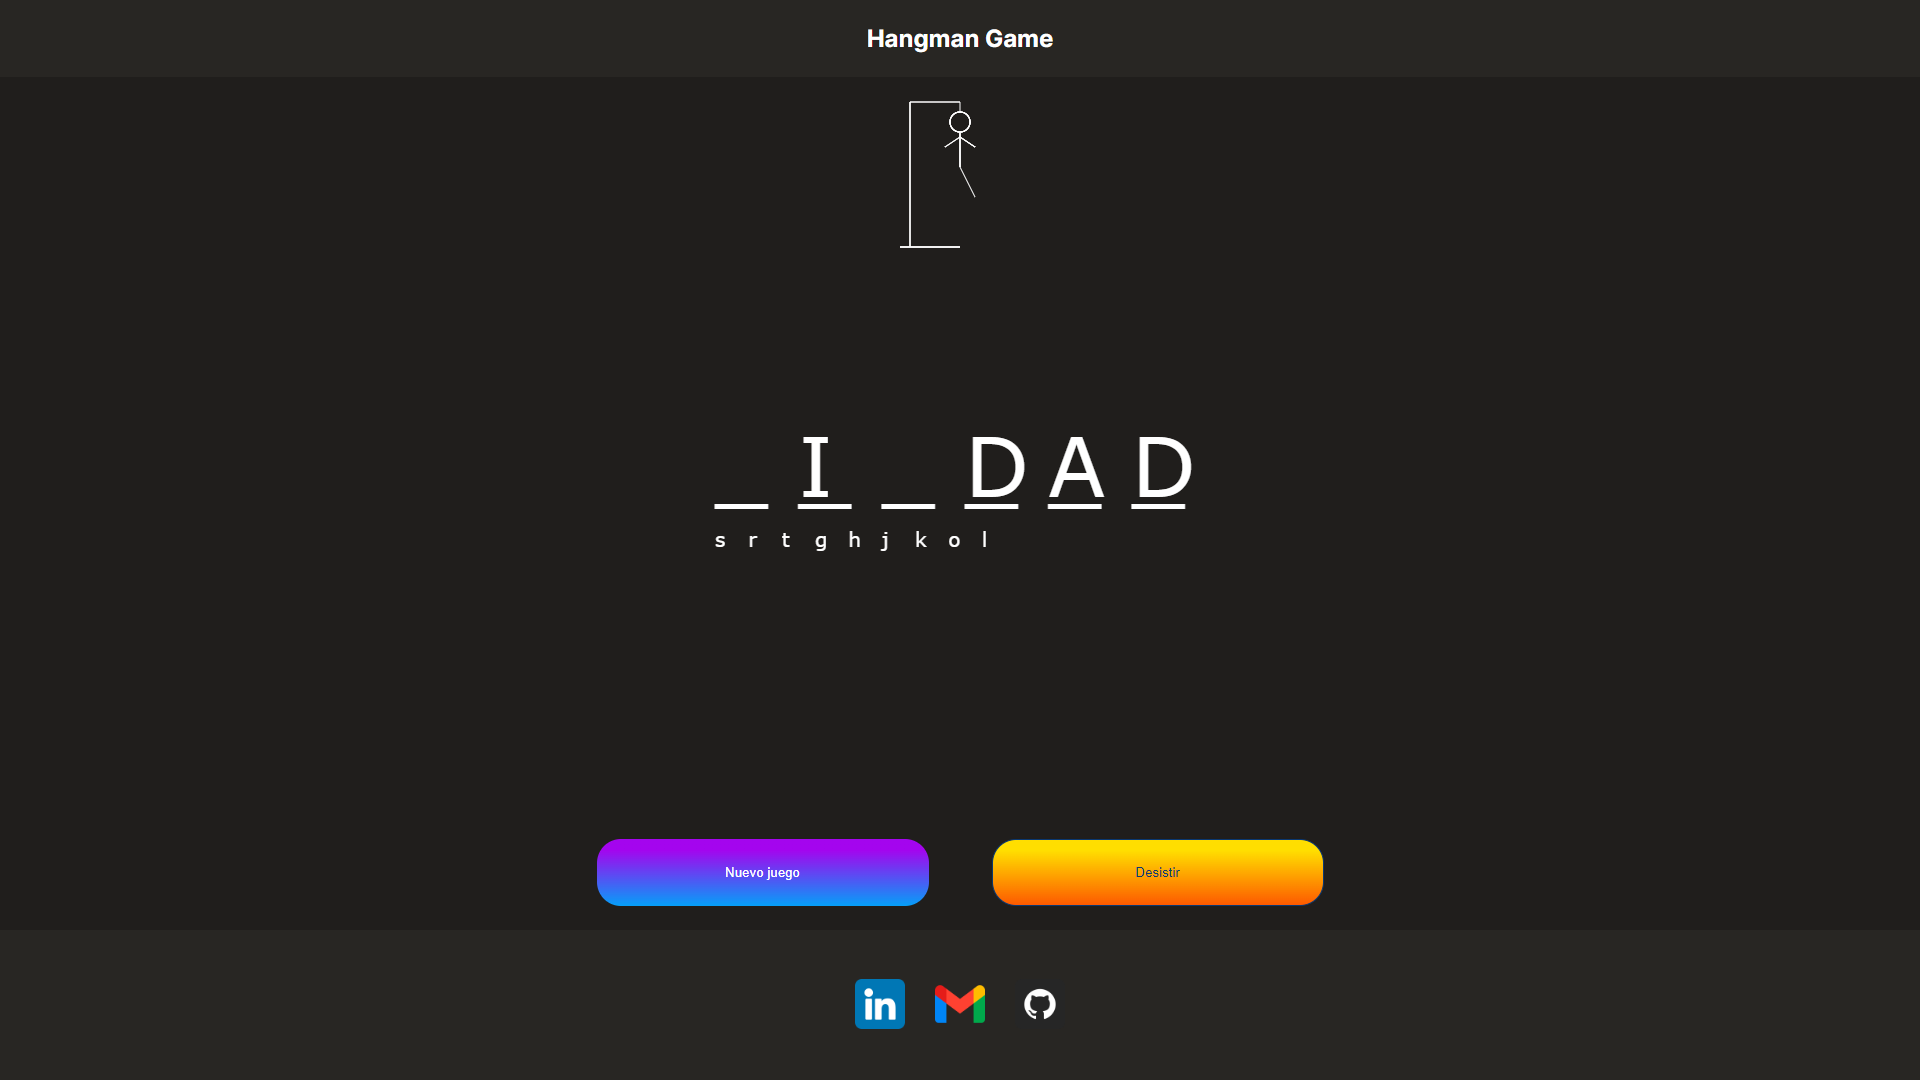 Hangman Game
_ I _ D A D
s r t g h j k o l
Nuevo juego
Desistir
in